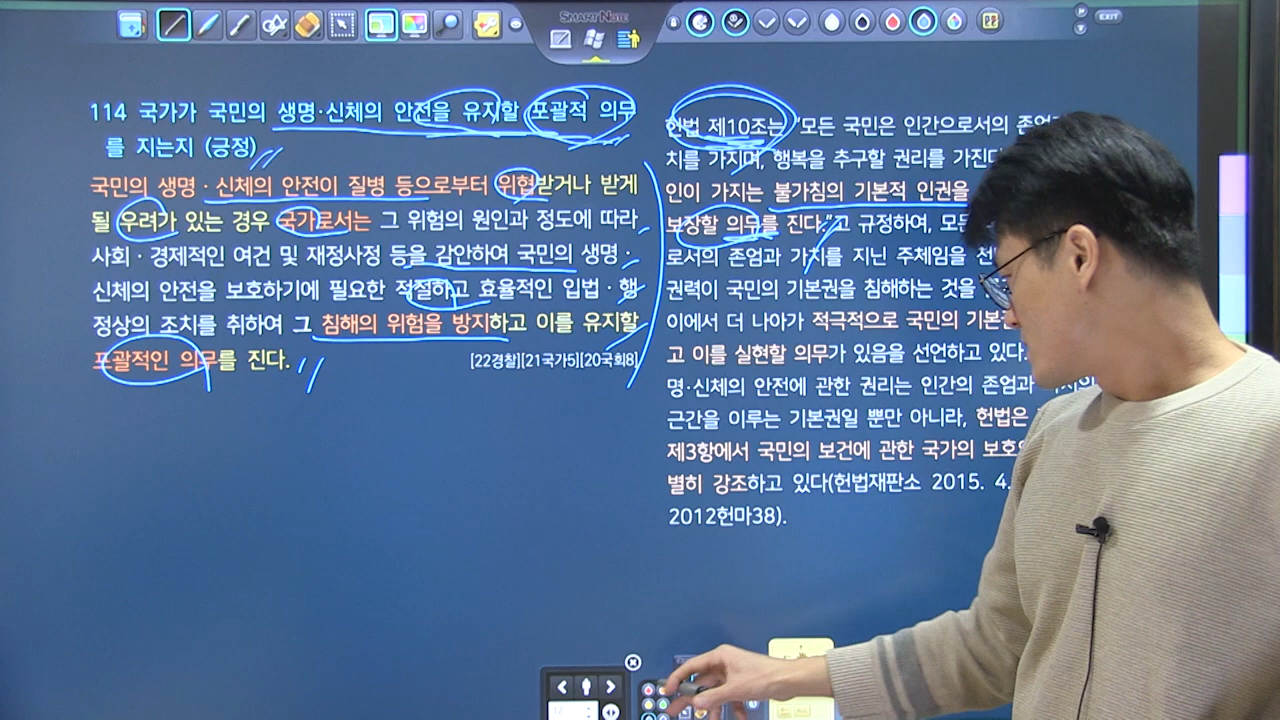 SMARTNOTE
EXIT
114 국가가 국민의 생명·신체의 안전을 유지할 포괄적 의무
를 지는지 (긍정)
국민의 생명·신체의 안전이 질병 등으로부터 위협받거나 받게
될 우려가 있는 경우 국가로서는 그 위험의 원인과 정도에 따라
사회·경제적인 여건 및 재정사정 등을 감안하여 국민의 생명·
신체의 안전을 보호하기에 필요한 적절하고 효율적인 입법·행
정상의 조치를 취하여 그 침해의 위험을 방지하고 이를 유지할
포괄적인 의무를 진다.
[22경찰][21국가5][20국회8]
헌법 제10조는 "모든 국민은 인간으로서의
치를 가지며, 행복을 추구할 권리를
인이 가지는 불가침의 기본적 인권을
보장할 의무를 진다."고 규정하여,
로서의 존엄과 가치를 지닌 주체임을
권력이 국민의 기본권을 침해하는 것을
이에서 더 나아가 적극적으로 국민의
고 이를 실현할 의무가 있음을 선언하고 있다.
명·신체의 안전에 관한 권리는 인간의 존엄과
근간을 이루는 기본권일 뿐만 아니라, 헌법은
제3항에서 국민의 보건에 관한 국가의
별히 강조하고 있다(헌법재판소 2015. 4.
2012헌마38).